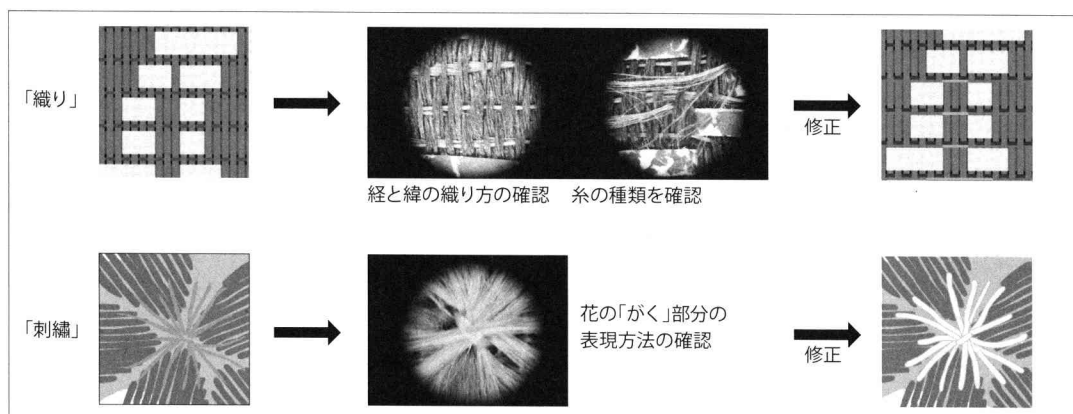 「織り」
経と緯の織り方の確認
糸の種類を確認
修正
「刺繡」
花の「がく」部分の
表現方法の確認
修正